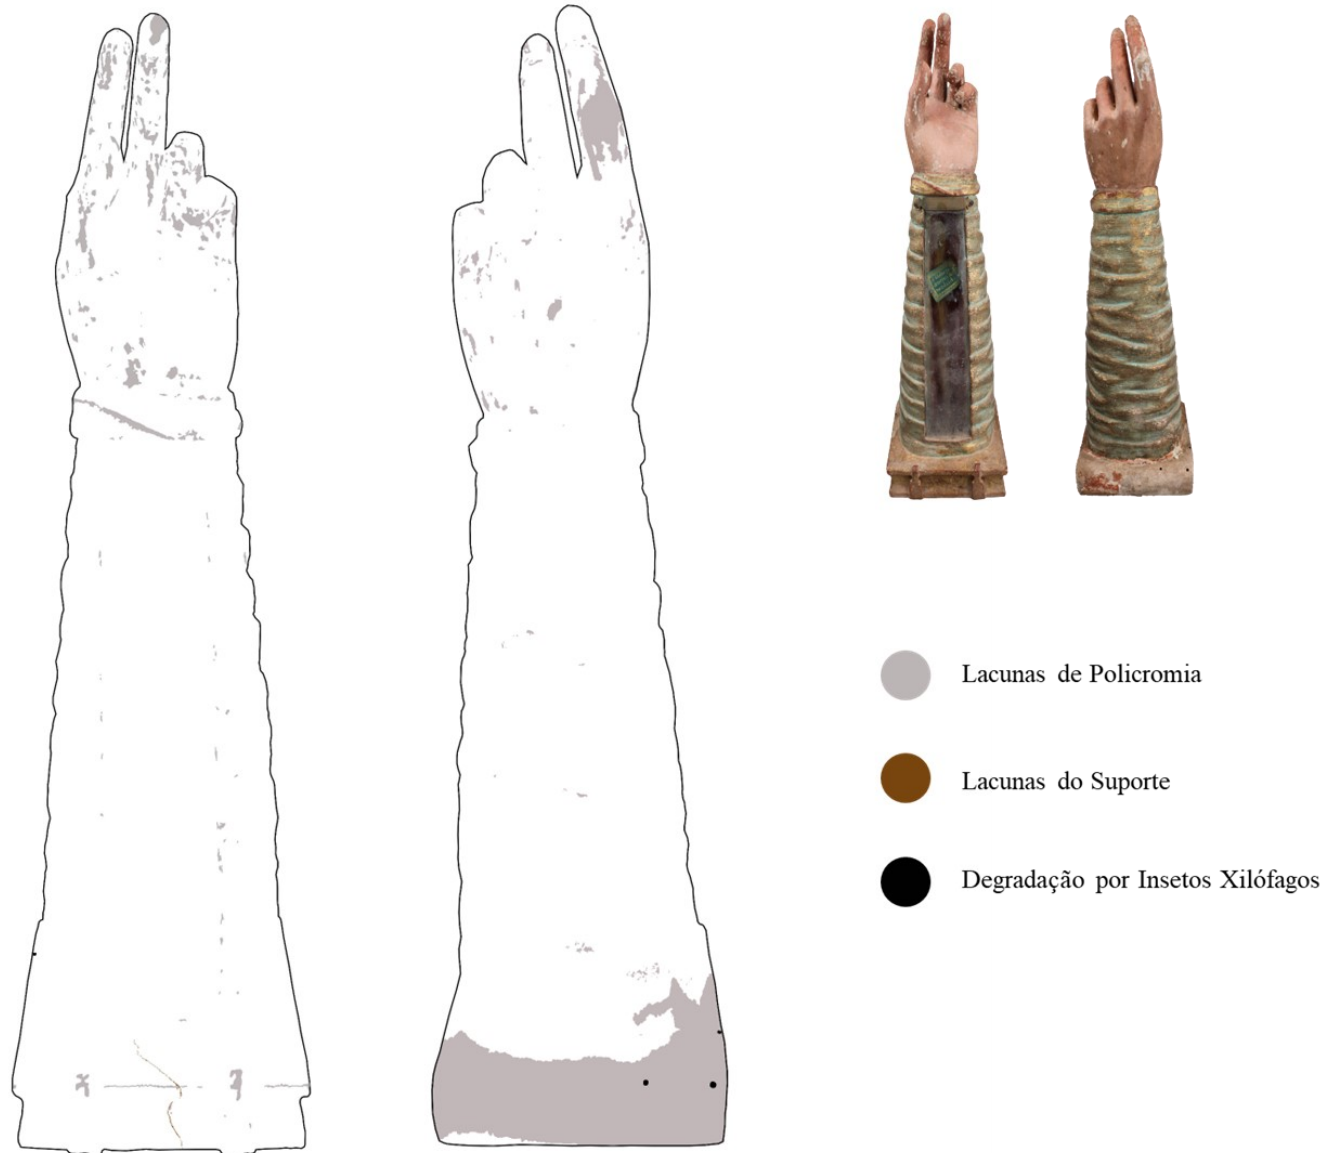 Lacunas de Policromia
Lacunas do Suporte
Degradação por Insetos Xilófagos